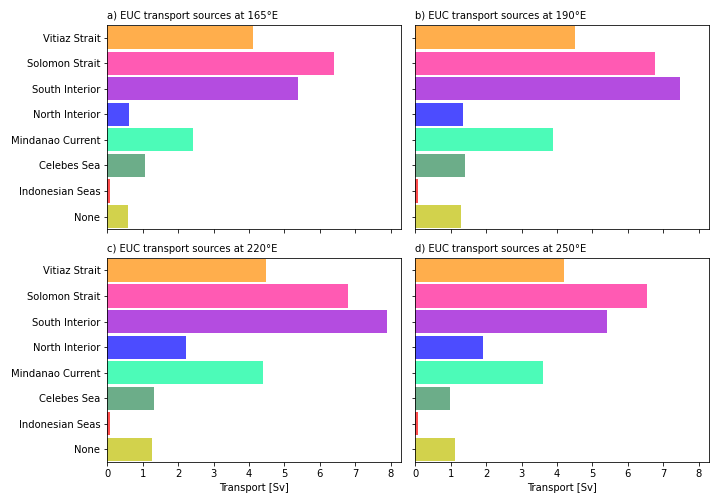 a) EUC transport sources at 165°E
b) EUC transport sources at 190°E
Vitiaz Strait
Solomon Strait
South Interior
North Interior
Mindanao Current
Celebes Sea
Indonesian Seas
None
c) EUC transport sources at 220°E
d) EUC transport sources at 250°E
Vitiaz Strait
Solomon Strait
South Interior
North Interior
Mindanao Current
Celebes Sea
Indonesian Seas
None
0 1 2 3 4 5 6 7 8
0 1 2 3 4 5 6 7 8
Transport [Sv]
Transport [Sv]